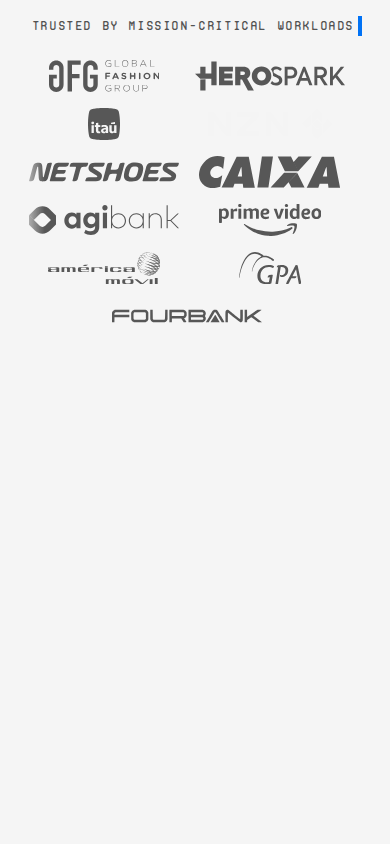 TRUSTED BY MISSION-CRITICAL WORKLOADS
GFG GLOBAL
FASHION
GROUP
HEROSPARK
itaú
NETSHOES
CAIXA
agibank
prime video
américa
móvil
GPA
FOURBANK